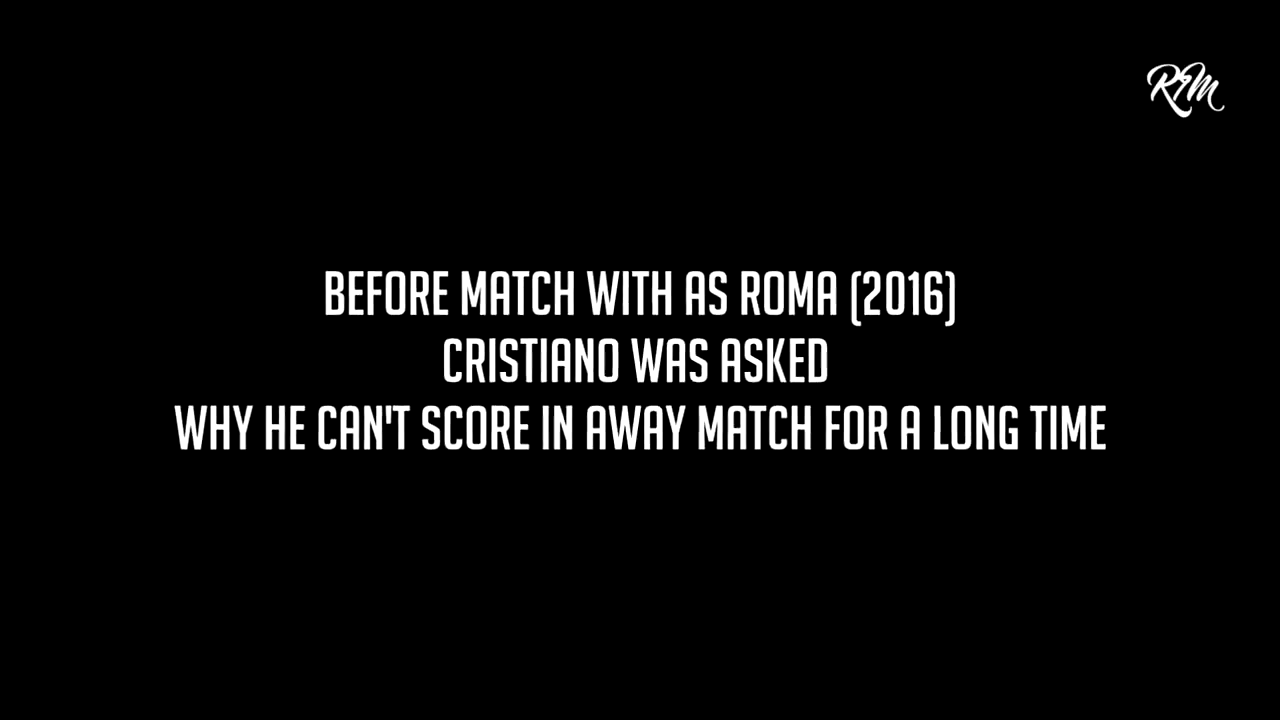 RM
BEFORE MATCH WITH AS ROMA (2016)
CRISTIANO WAS ASKED
WHY HE CAN'T SCORE IN AWAY MATCH FOR A LONG TIME